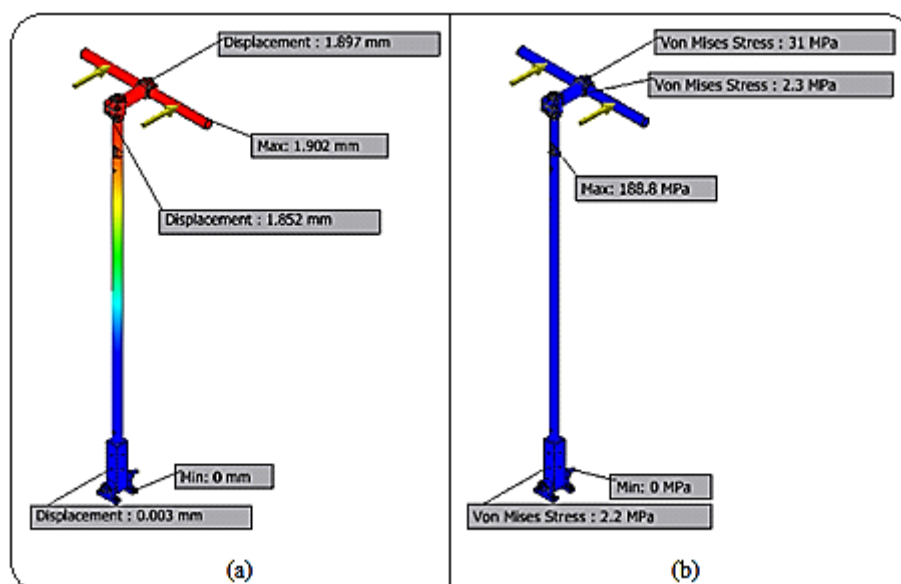 Displacement : 1.897 mm
Max: 1.902 mm
Displacement : 1.852 mm
Min: 0 mm
Displacement : 0.003 mm
(a)
Von Mises Stress : 31 MPa
Von Mises Stress : 2.3 MPa
Max: 188.8 MPa
Min: 0 MPa
Von Mises Stress : 2.2 MPa
(b)